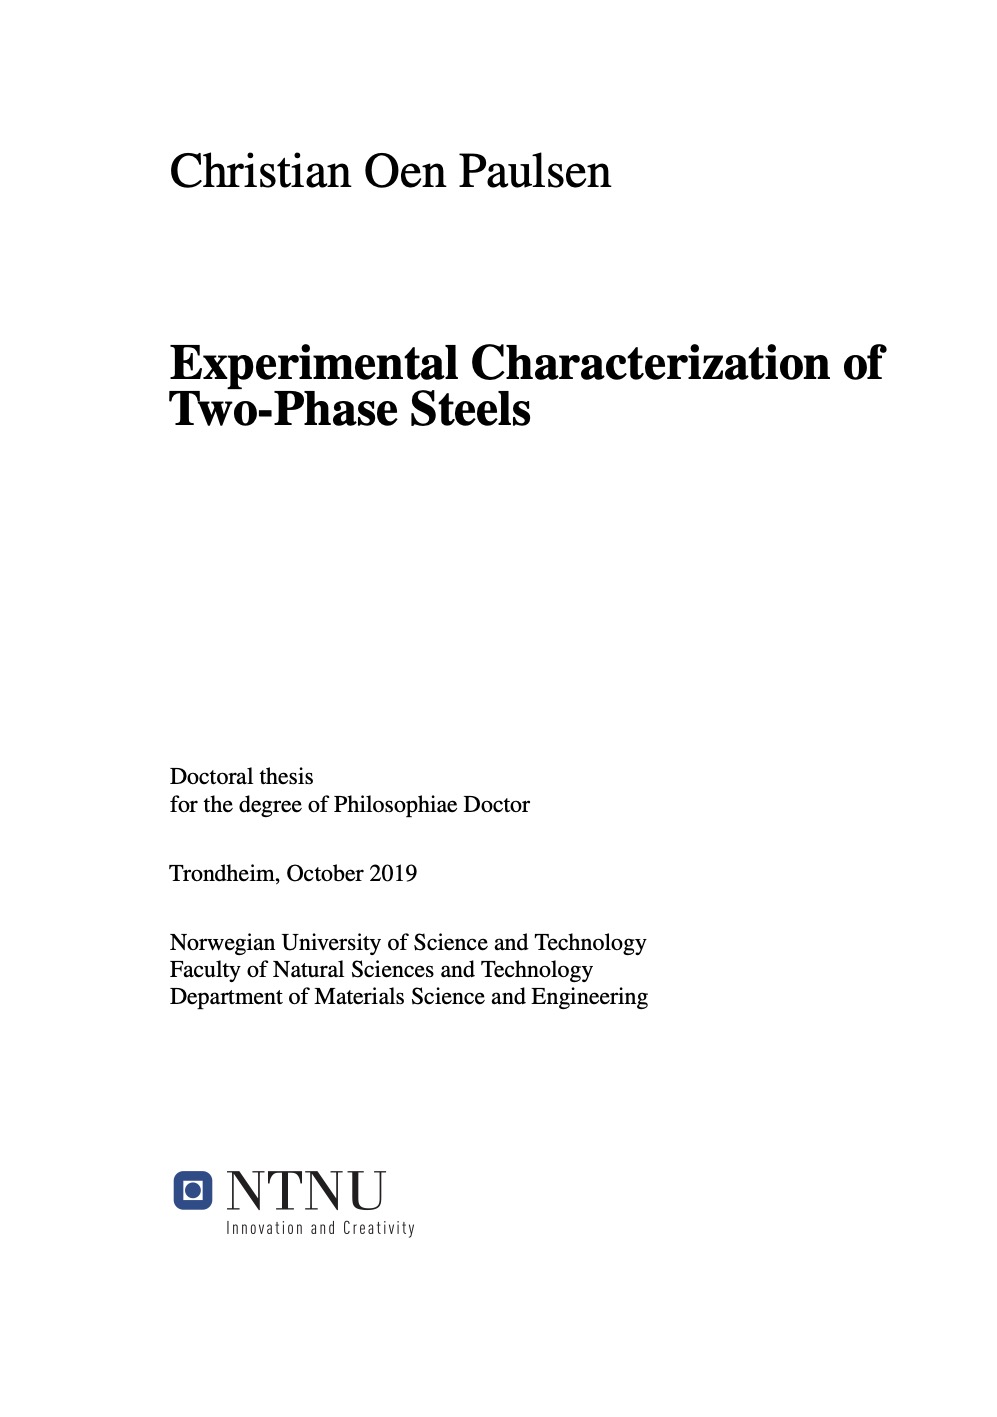 Christian Oen Paulsen
Experimental Characterization of
Two-Phase Steels
Doctoral thesis
for the degree of Philosophiae Doctor
Trondheim, October 2019
Norwegian University of Science and Technology
Faculty of Natural Sciences and Technology
Department of Materials Science and Engineering
NTNU
Innovation and Creativity